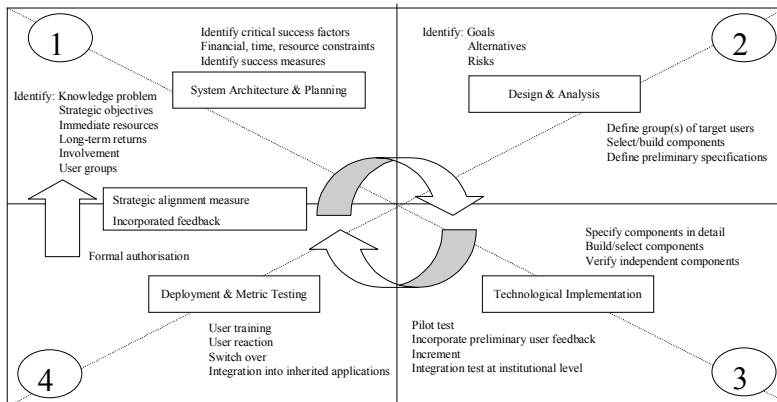 1
Identify critical success factors
Financial, time, resource constraints
Identify success measures
System Architecture & Planning
Identify: Knowledge problem
Strategic objectives
Immediate resources
Long-term returns
Involvement
User groups
Strategic alignment measure
Incorporated feedback
Formal authorisation
2
Identify: Goals
Alternatives
Risks
Design & Analysis
Define group(s) of target users
Select/build components
Define preliminary specifications
Specify components in detail
Build/select components
Verify independent components
Technological Implementation
Pilot test
Incorporate preliminary user feedback
Increment
Integration test at institutional level
3
Deployment & Metric Testing
User training
User reaction
Switch over
Integration into inherited applications
4